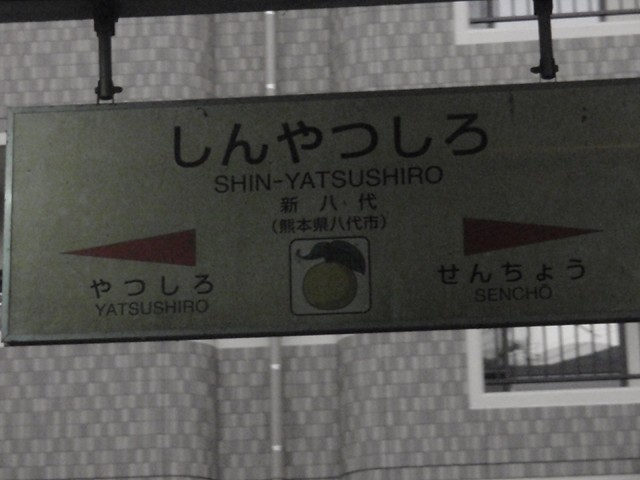 しんやつしろ
SHIN-YATSUSHIRO
新八代
(熊本県八代市)
やつしろ
YATSUSHIRO
せんちょう
SENCHŌ